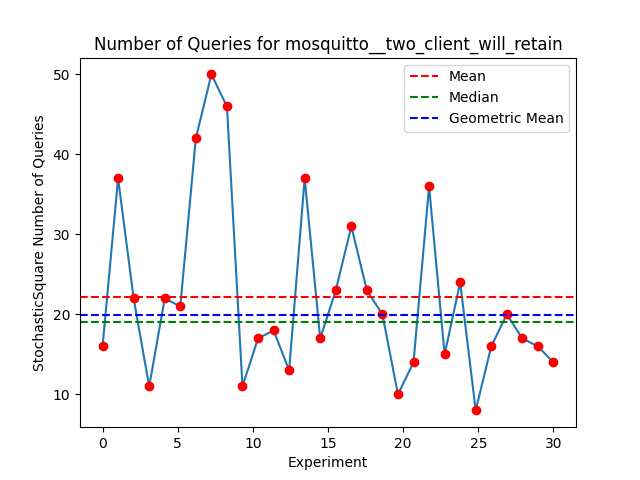 Number of Queries for mosquitto__two_client_will_retain
Mean
Median
Geometric Mean
StochasticSquare Number of Queries
50
40
30
20
10
0 5 10 15 20 25 30
Experiment